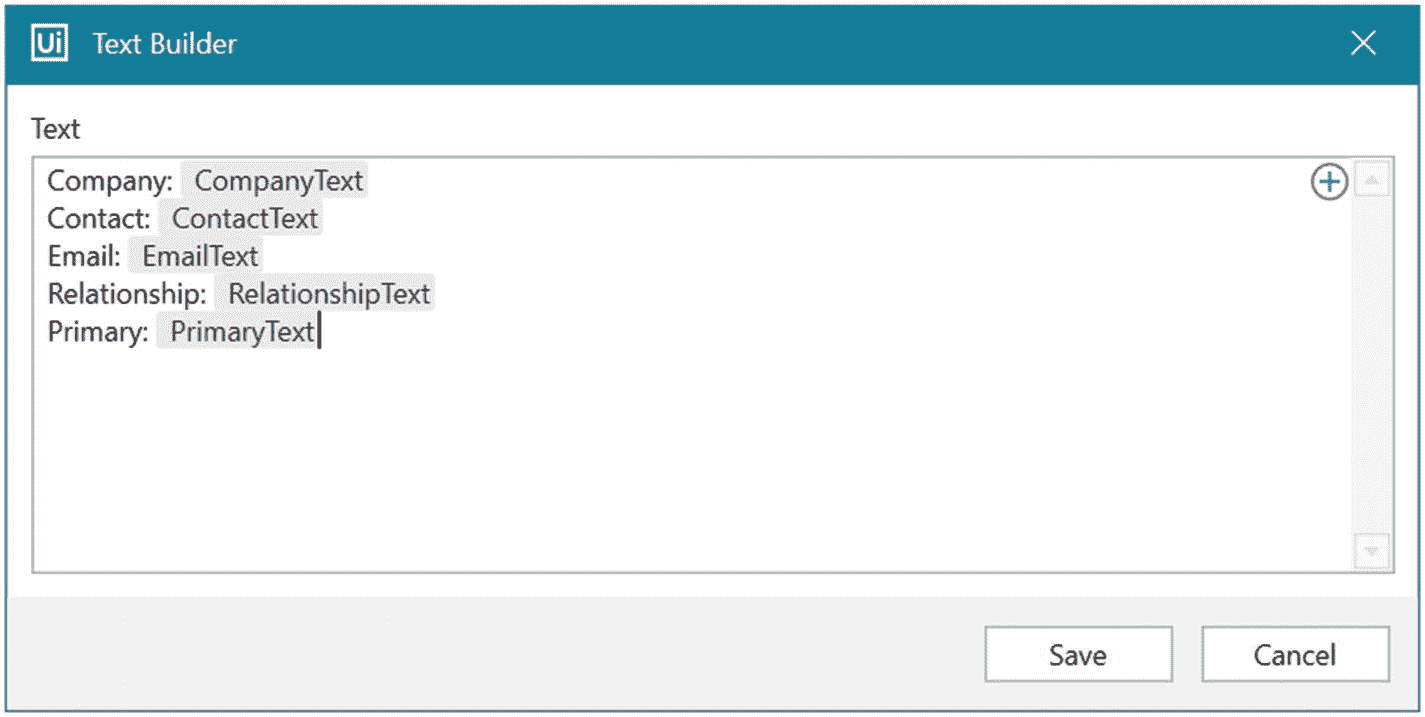 Ui Text Builder
Text
Company: CompanyText
Contact: ContactText
Email: EmailText
Relationship: RelationshipText
Primary: PrimaryText
Save Cancel